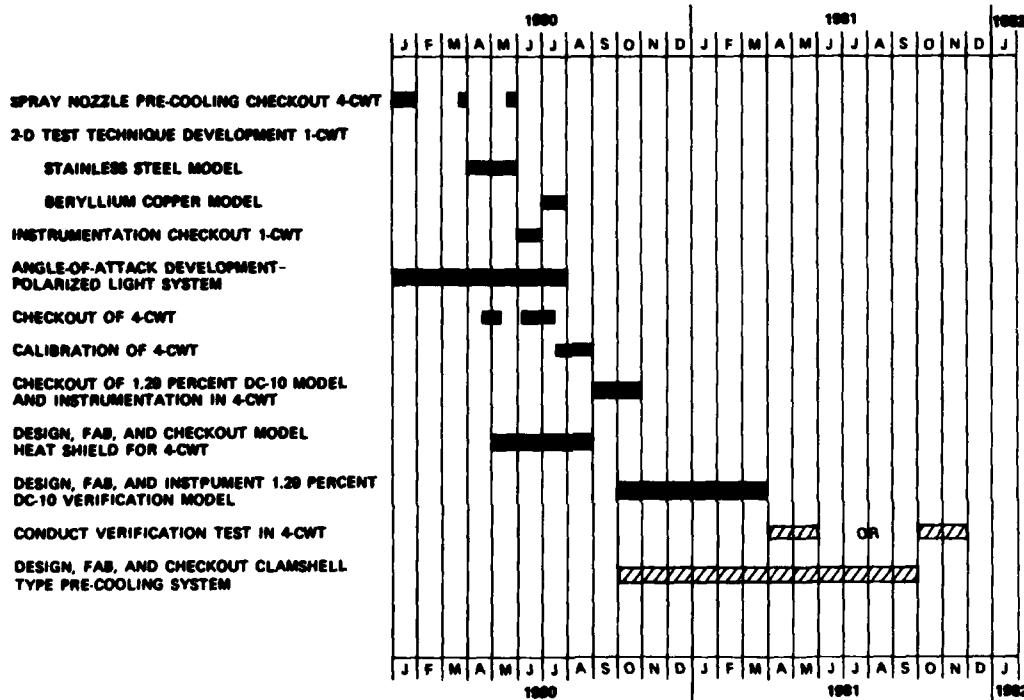 1980 1981 1982
J F M A M J J A S O N D J F M A M J J A S O N D J
SPRAY NOZZLE PRE-COOLING CHECKOUT 4-CWT
2-D TEST TECHNIQUE DEVELOPMENT 1-CWT
STAINLESS STEEL MODEL
BERYLLIUM COPPER MODEL
INSTRUMENTATION CHECKOUT 1-CWT
ANGLE-OF-ATTACK DEVELOPMENT-
POLARIZED LIGHT SYSTEM
CHECKOUT OF 4-CWT
CALIBRATION OF 4-CWT
CHECKOUT OF 1.29 PERCENT DC-10 MODEL
AND INSTRUMENTATION IN 4-CWT
DESIGN, FAB, AND CHECKOUT MODEL
HEAT SHIELD FOR 4-CWT
DESIGN, FAB, AND INSTPUMENT 1.29 PERCENT
DC-10 VERIFICATION MODEL
CONDUCT VERIFICATION TEST IN 4-CWT OR
DESIGN, FAB, AND CHECKOUT CLAMSHELL
TYPE PRE-COOLING SYSTEM
J F M A M J J A S O N D J F M A M J J A S O N D J
1980 1981 1982